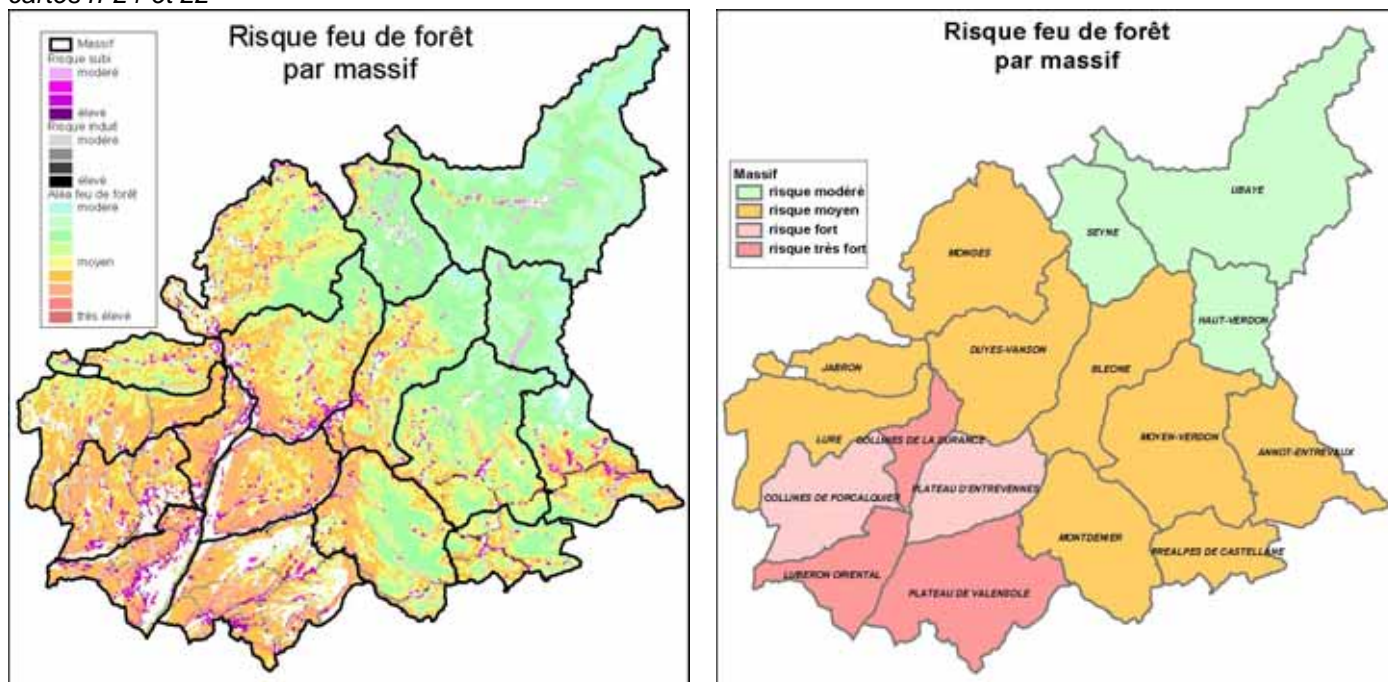 cartes n°21 et 22
Risque feu de forêt
par massif
Massif
Risque subi
modéré
élevé
Risque induit
modéré
élevé
Aléa feu de forêt
modéré
moyen
très élevé
Risque feu de forêt
par massif
Massif
risque modéré
risque moyen
risque fort
risque très fort
UBAYE
SEYNE
MONGES
HAUT-VERDON
DUYES-VANSON
BLEONE
JABRON
LURE
COLLINES DE LA DURANCE
MOYEN-VERDON
ANNOT-ENTREVAUX
COLLINES DE FORCALQUIER
PLATEAU D'ENTREVENNES
MONTDENIER
PREALPES DE CASTELLANE
LUBERON ORIENTAL
PLATEAU DE VALENSOLE